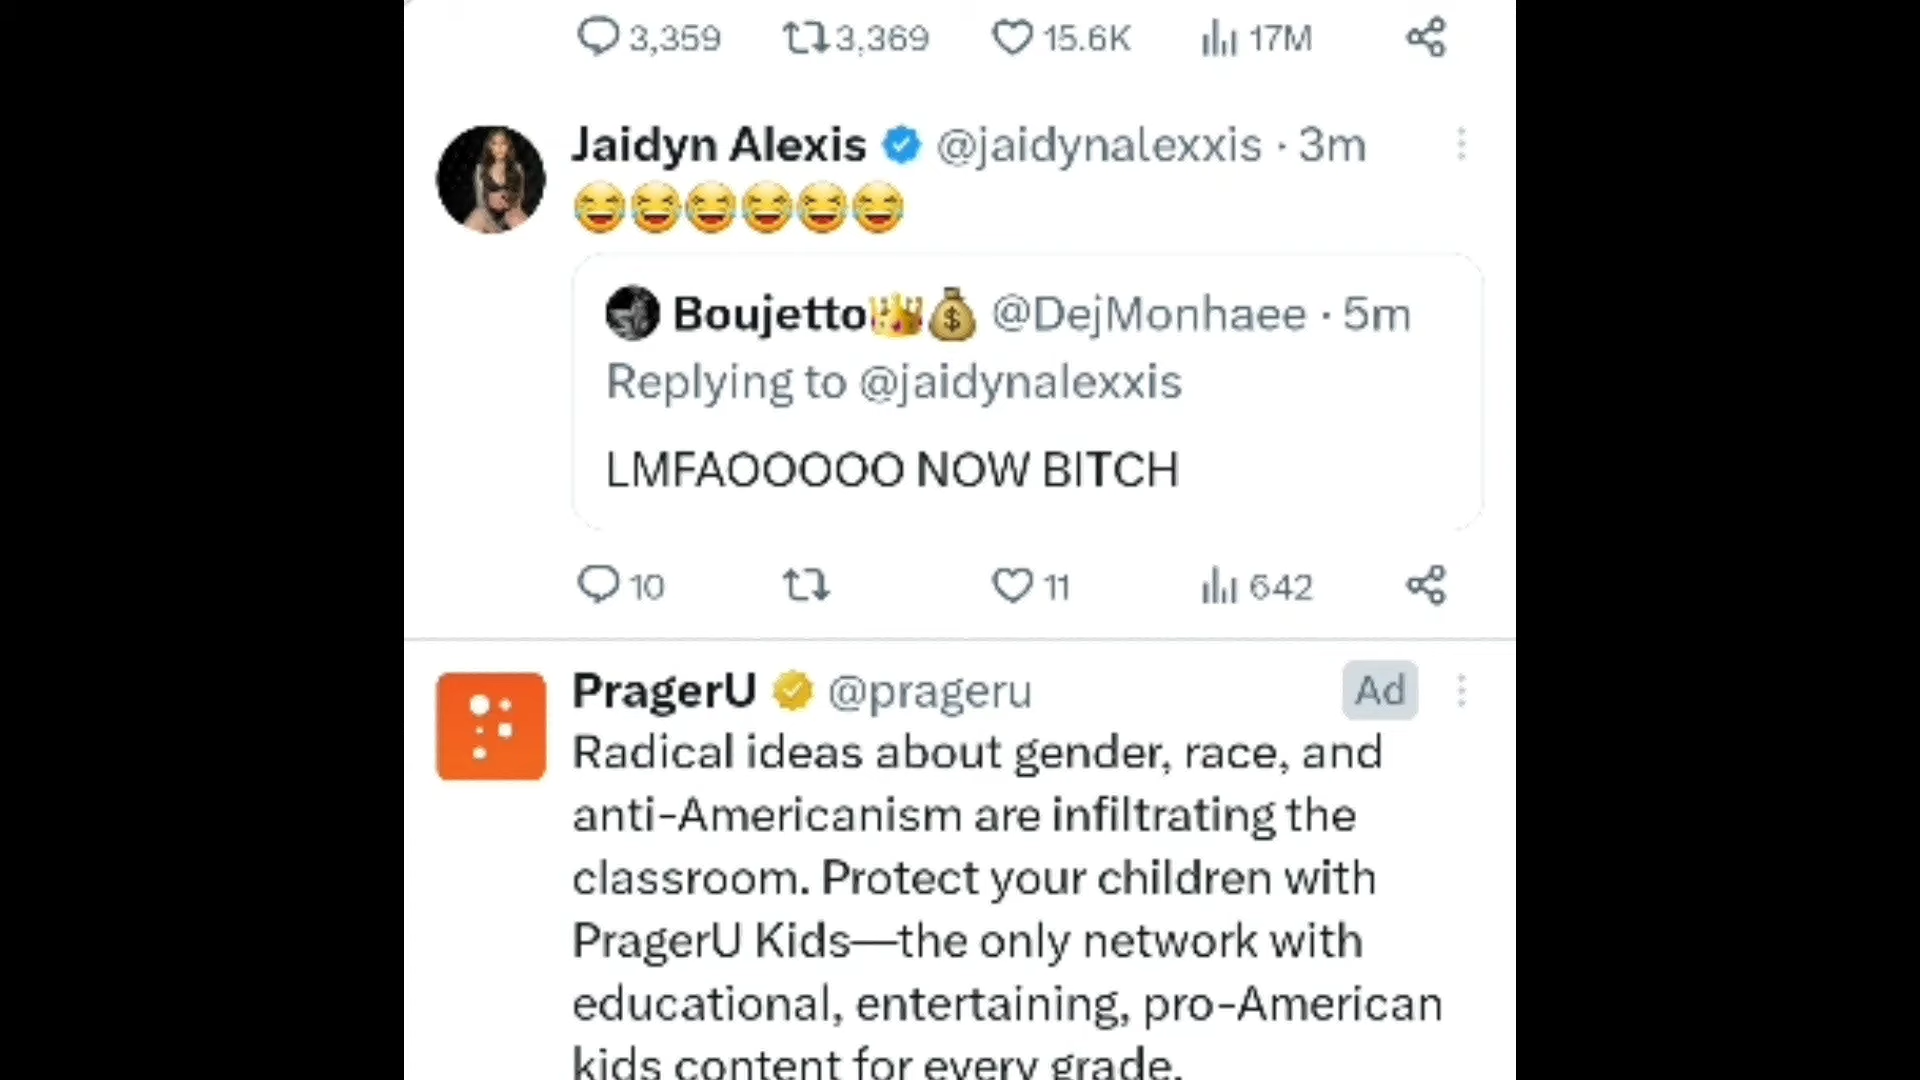 3,359 3,369 15.6K 17M
Jaidyn Alexis @jaidynalexxis · 3m
😆😆😆😆😆😆
Boujetto👑💰 @DejMonhaee · 5m
Replying to @jaidynalexxis
LMFAOOOOO NOW BITCH
10 11 642
PragerU @prageru Ad
Radical ideas about gender, race, and
anti-Americanism are infiltrating the
classroom. Protect your children with
PragerU Kids—the only network with
educational, entertaining, pro-American
kids content for every grade.